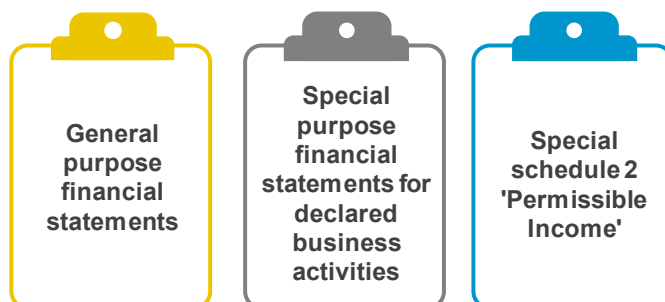 General
purpose
financial
statements
Special
purpose
financial
statements for
declared
business
activities
Special
schedule 2
'Permissible
Income'